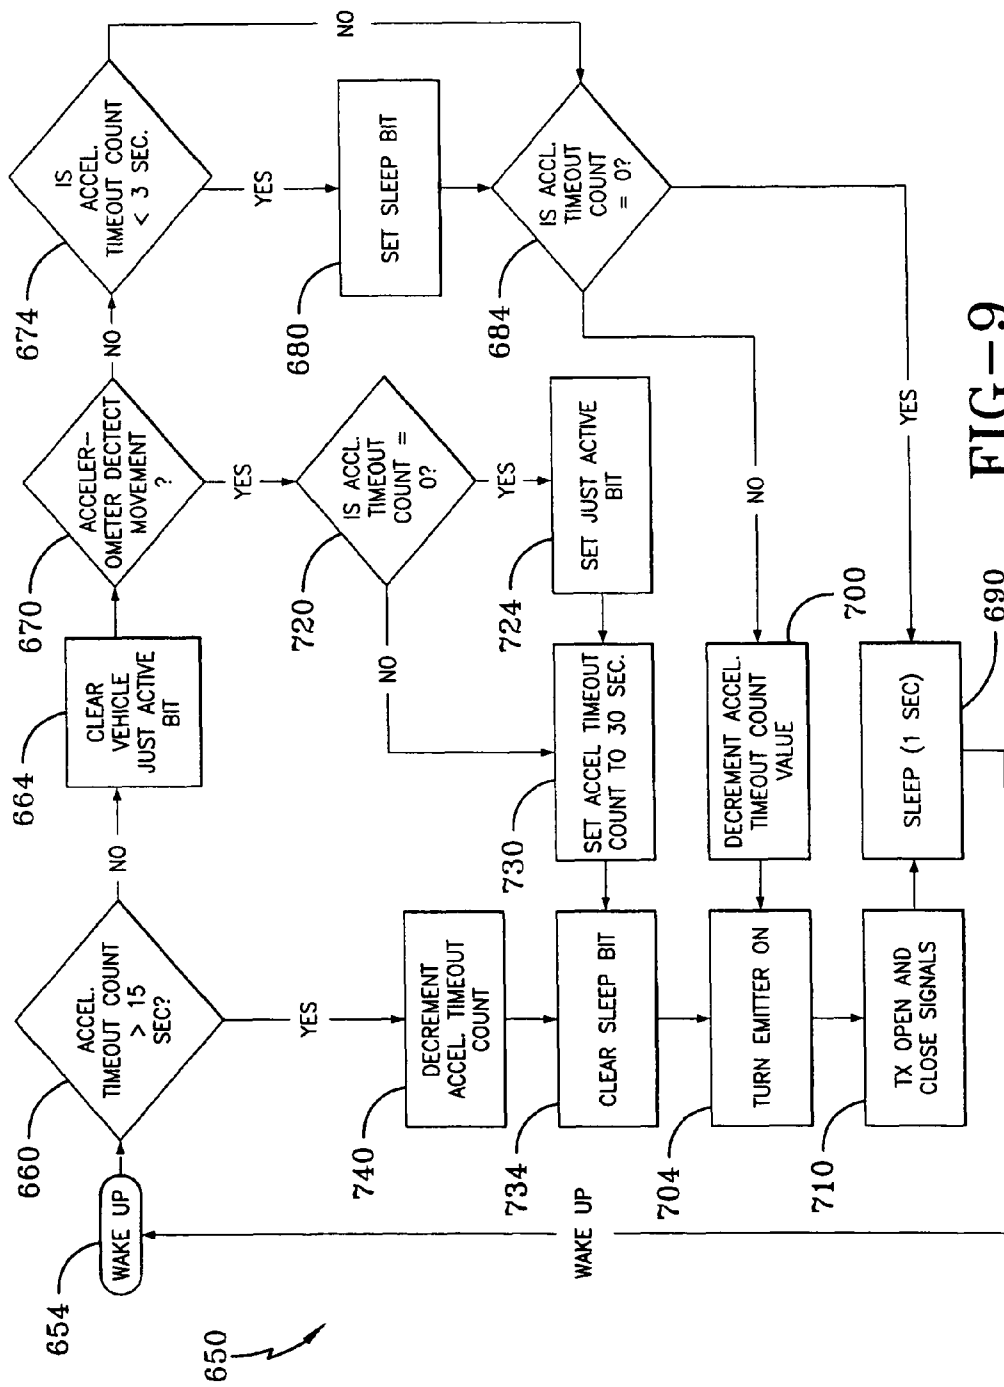 650
654
WAKE UP
660
ACCEL.
TIMEOUT COUNT
> 15
SEC?
NO
YES
664
CLEAR
VEHICLE
JUST ACTIVE
BIT
670
ACCELER-
OMETER DECTECT
MOVEMENT
?
NO
YES
674
IS
ACCEL.
TIMEOUT COUNT
< 3 SEC.
NO
YES
680
SET SLEEP BIT
684
IS ACCL.
TIMEOUT
COUNT
= 0?
NO
YES
720
IS ACCL.
TIMEOUT
COUNT =
0?
NO
YES
724
SET JUST ACTIVE
BIT
730
SET ACCEL TIMEOUT
COUNT TO 30 SEC.
740
DECREMENT
ACCEL. TIMEOUT
COUNT
734
CLEAR SLEEP BIT
700
DECREMENT ACCEL.
TIMEOUT COUNT
VALUE
704
TURN EMITTER ON
710
TX OPEN AND
CLOSE SIGNALS
690
SLEEP (1 SEC)
WAKE UP
FIG-9